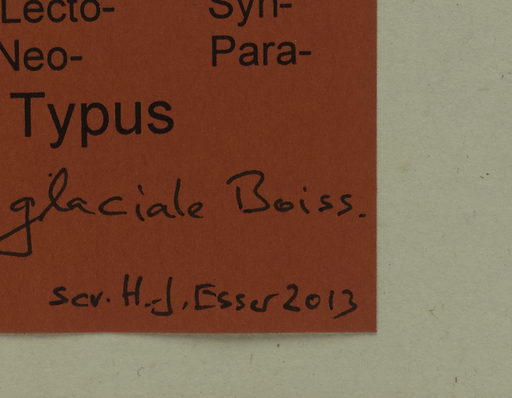 Lecto- Syn-
Neo- Para-
Typus
glaciale Boiss.
scr. H.-J. Esser 2013